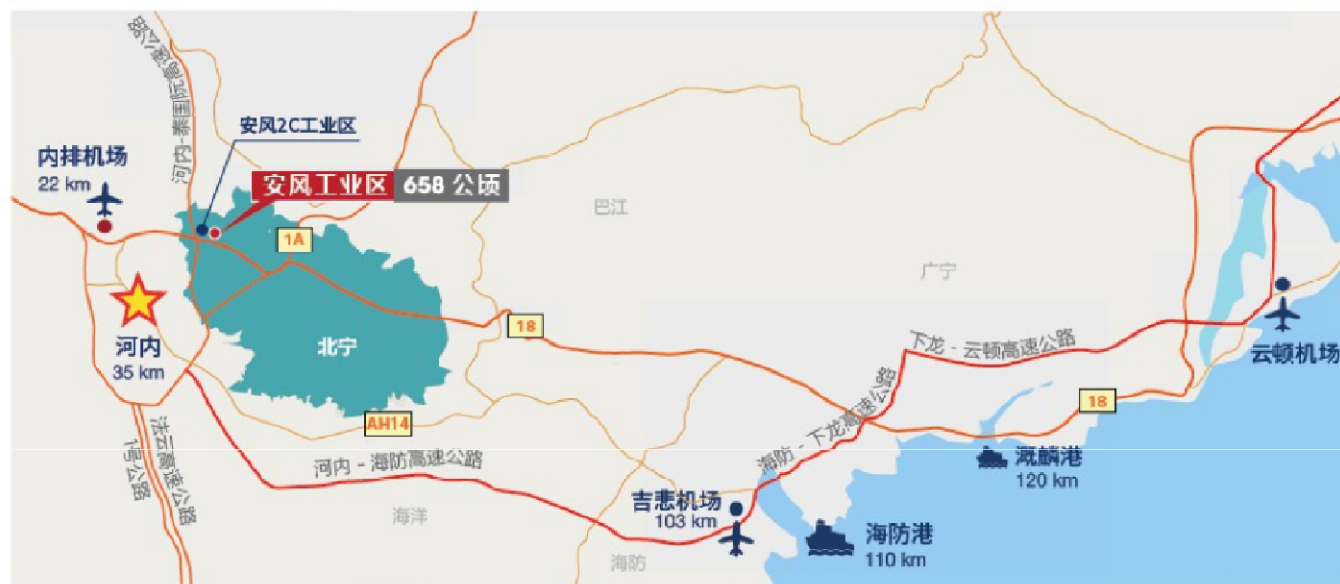 河内-泰国院高速公路
安风2C工业区
内排机场
22 km
安风工业区 658 公顷
巴江
1A
广宁
18
河内
35 km
北宁
下龙 - 云顿高速公路
云顿机场
海防 - 下龙高速公路
18
AH14
法云高速公路
1号公路
河内 - 海防高速公路
溉麟港
120 km
吉悲机场
103 km
海洋
海防港
110 km
海防